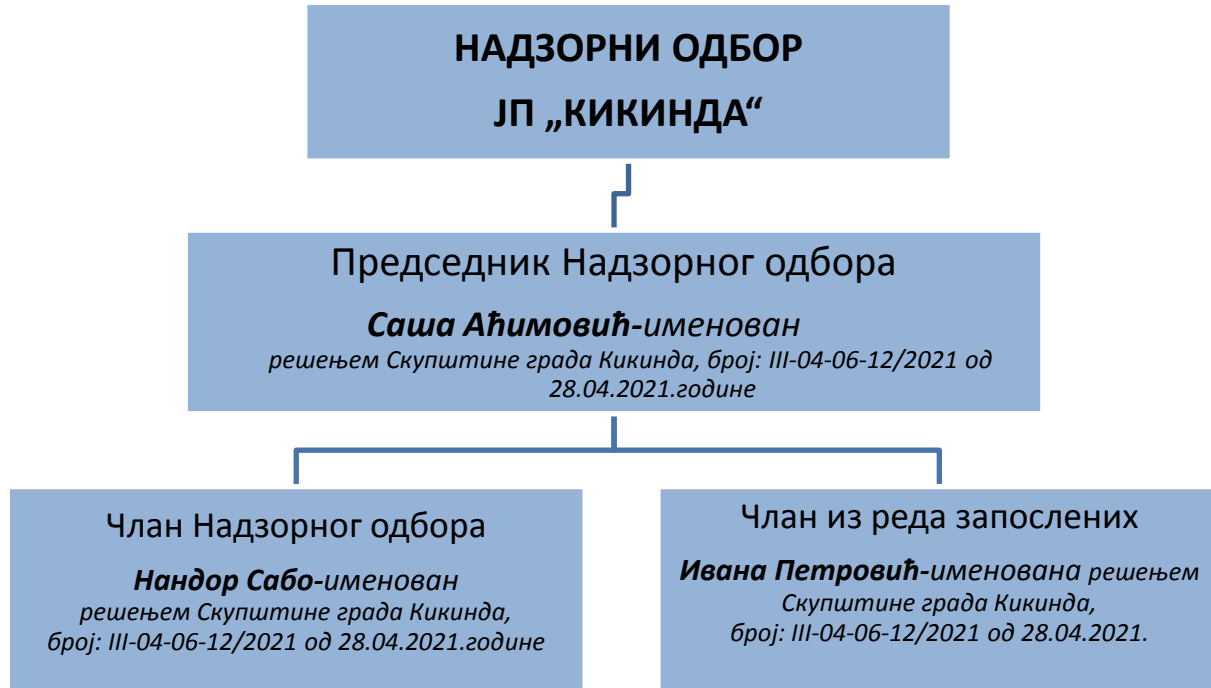 НАДЗОРНИ ОДБОР
ЈП „КИКИНДА“
Председник Надзорног одбора
Саша Аћимовић-именован
решењем Скупштине града Кикинда, број: III-04-06-12/2021 од
28.04.2021.године
Члан Надзорног одбора
Нандор Сабо-именован
решењем Скупштине града Кикинда,
број: III-04-06-12/2021 од 28.04.2021.године
Члан из реда запослених
Ивана Петровић-именована решењем
Скупштине града Кикинда,
број: III-04-06-12/2021 од 28.04.2021.